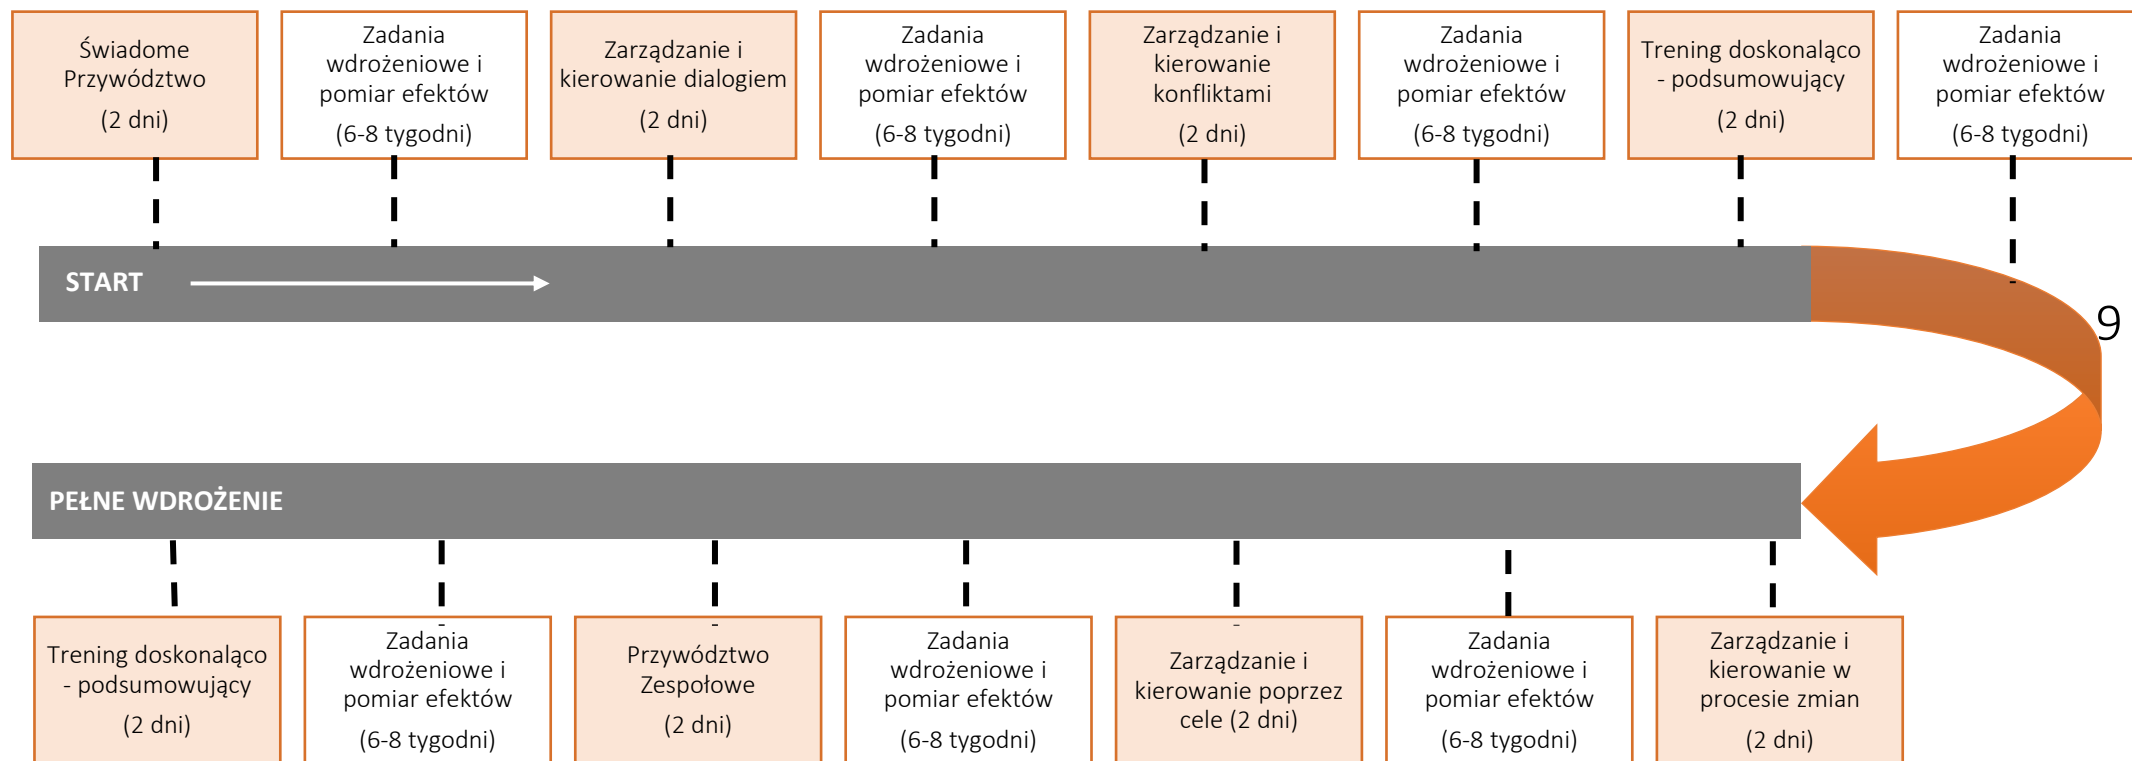 Świadome
Przywództwo
(2 dni)
Zadania
wdrożeniowe i
pomiar efektów
(6-8 tygodni)
Zarządzanie i
kierowanie dialogiem
(2 dni)
Zadania
wdrożeniowe i
pomiar efektów
(6-8 tygodni)
Zarządzanie i
kierowanie
konfliktami
(2 dni)
Zadania
wdrożeniowe i
pomiar efektów
(6-8 tygodni)
Trening doskonaląco
- podsumowujący
(2 dni)
Zadania
wdrożeniowe i
pomiar efektów
(6-8 tygodni)
START
9
PEŁNE WDROŻENIE
Trening doskonaląco
- podsumowujący
(2 dni)
Zadania
wdrożeniowe i
pomiar efektów
(6-8 tygodni)
Przywództwo
Zespołowe
(2 dni)
Zadania
wdrożeniowe i
pomiar efektów
(6-8 tygodni)
Zarządzanie i
kierowanie poprzez
cele (2 dni)
Zadania
wdrożeniowe i
pomiar efektów
(6-8 tygodni)
Zarządzanie i
kierowanie w
procesie zmian
(2 dni)